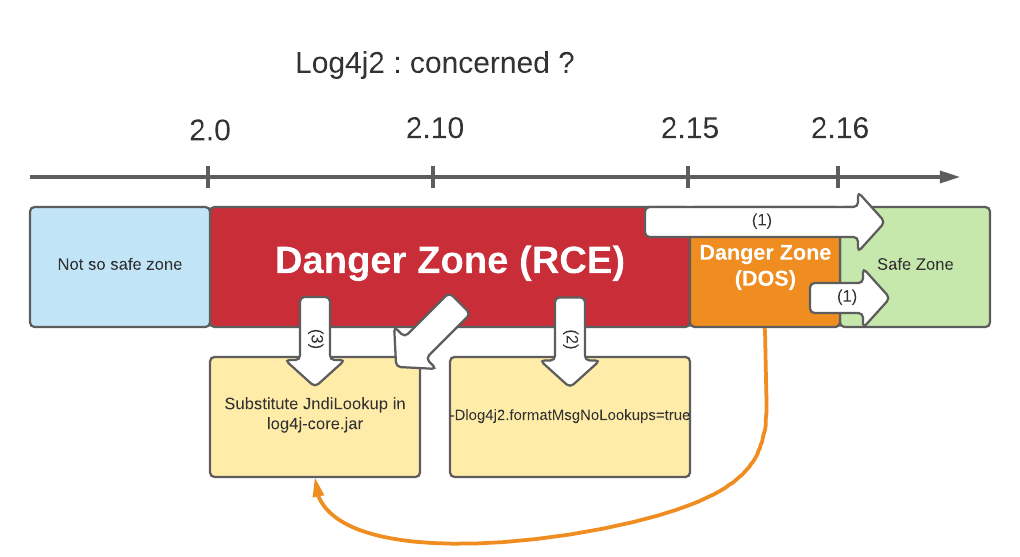 Log4j2 : concerned ?
2.0
2.10
2.15
2.16
Not so safe zone
Danger Zone (RCE)
(1)
Danger Zone
(DOS)
Safe Zone
(1)
(3)
(2)
Substitute JndiLookup in
log4j-core.jar
-Dlog4j2.formatMsgNoLookups=true